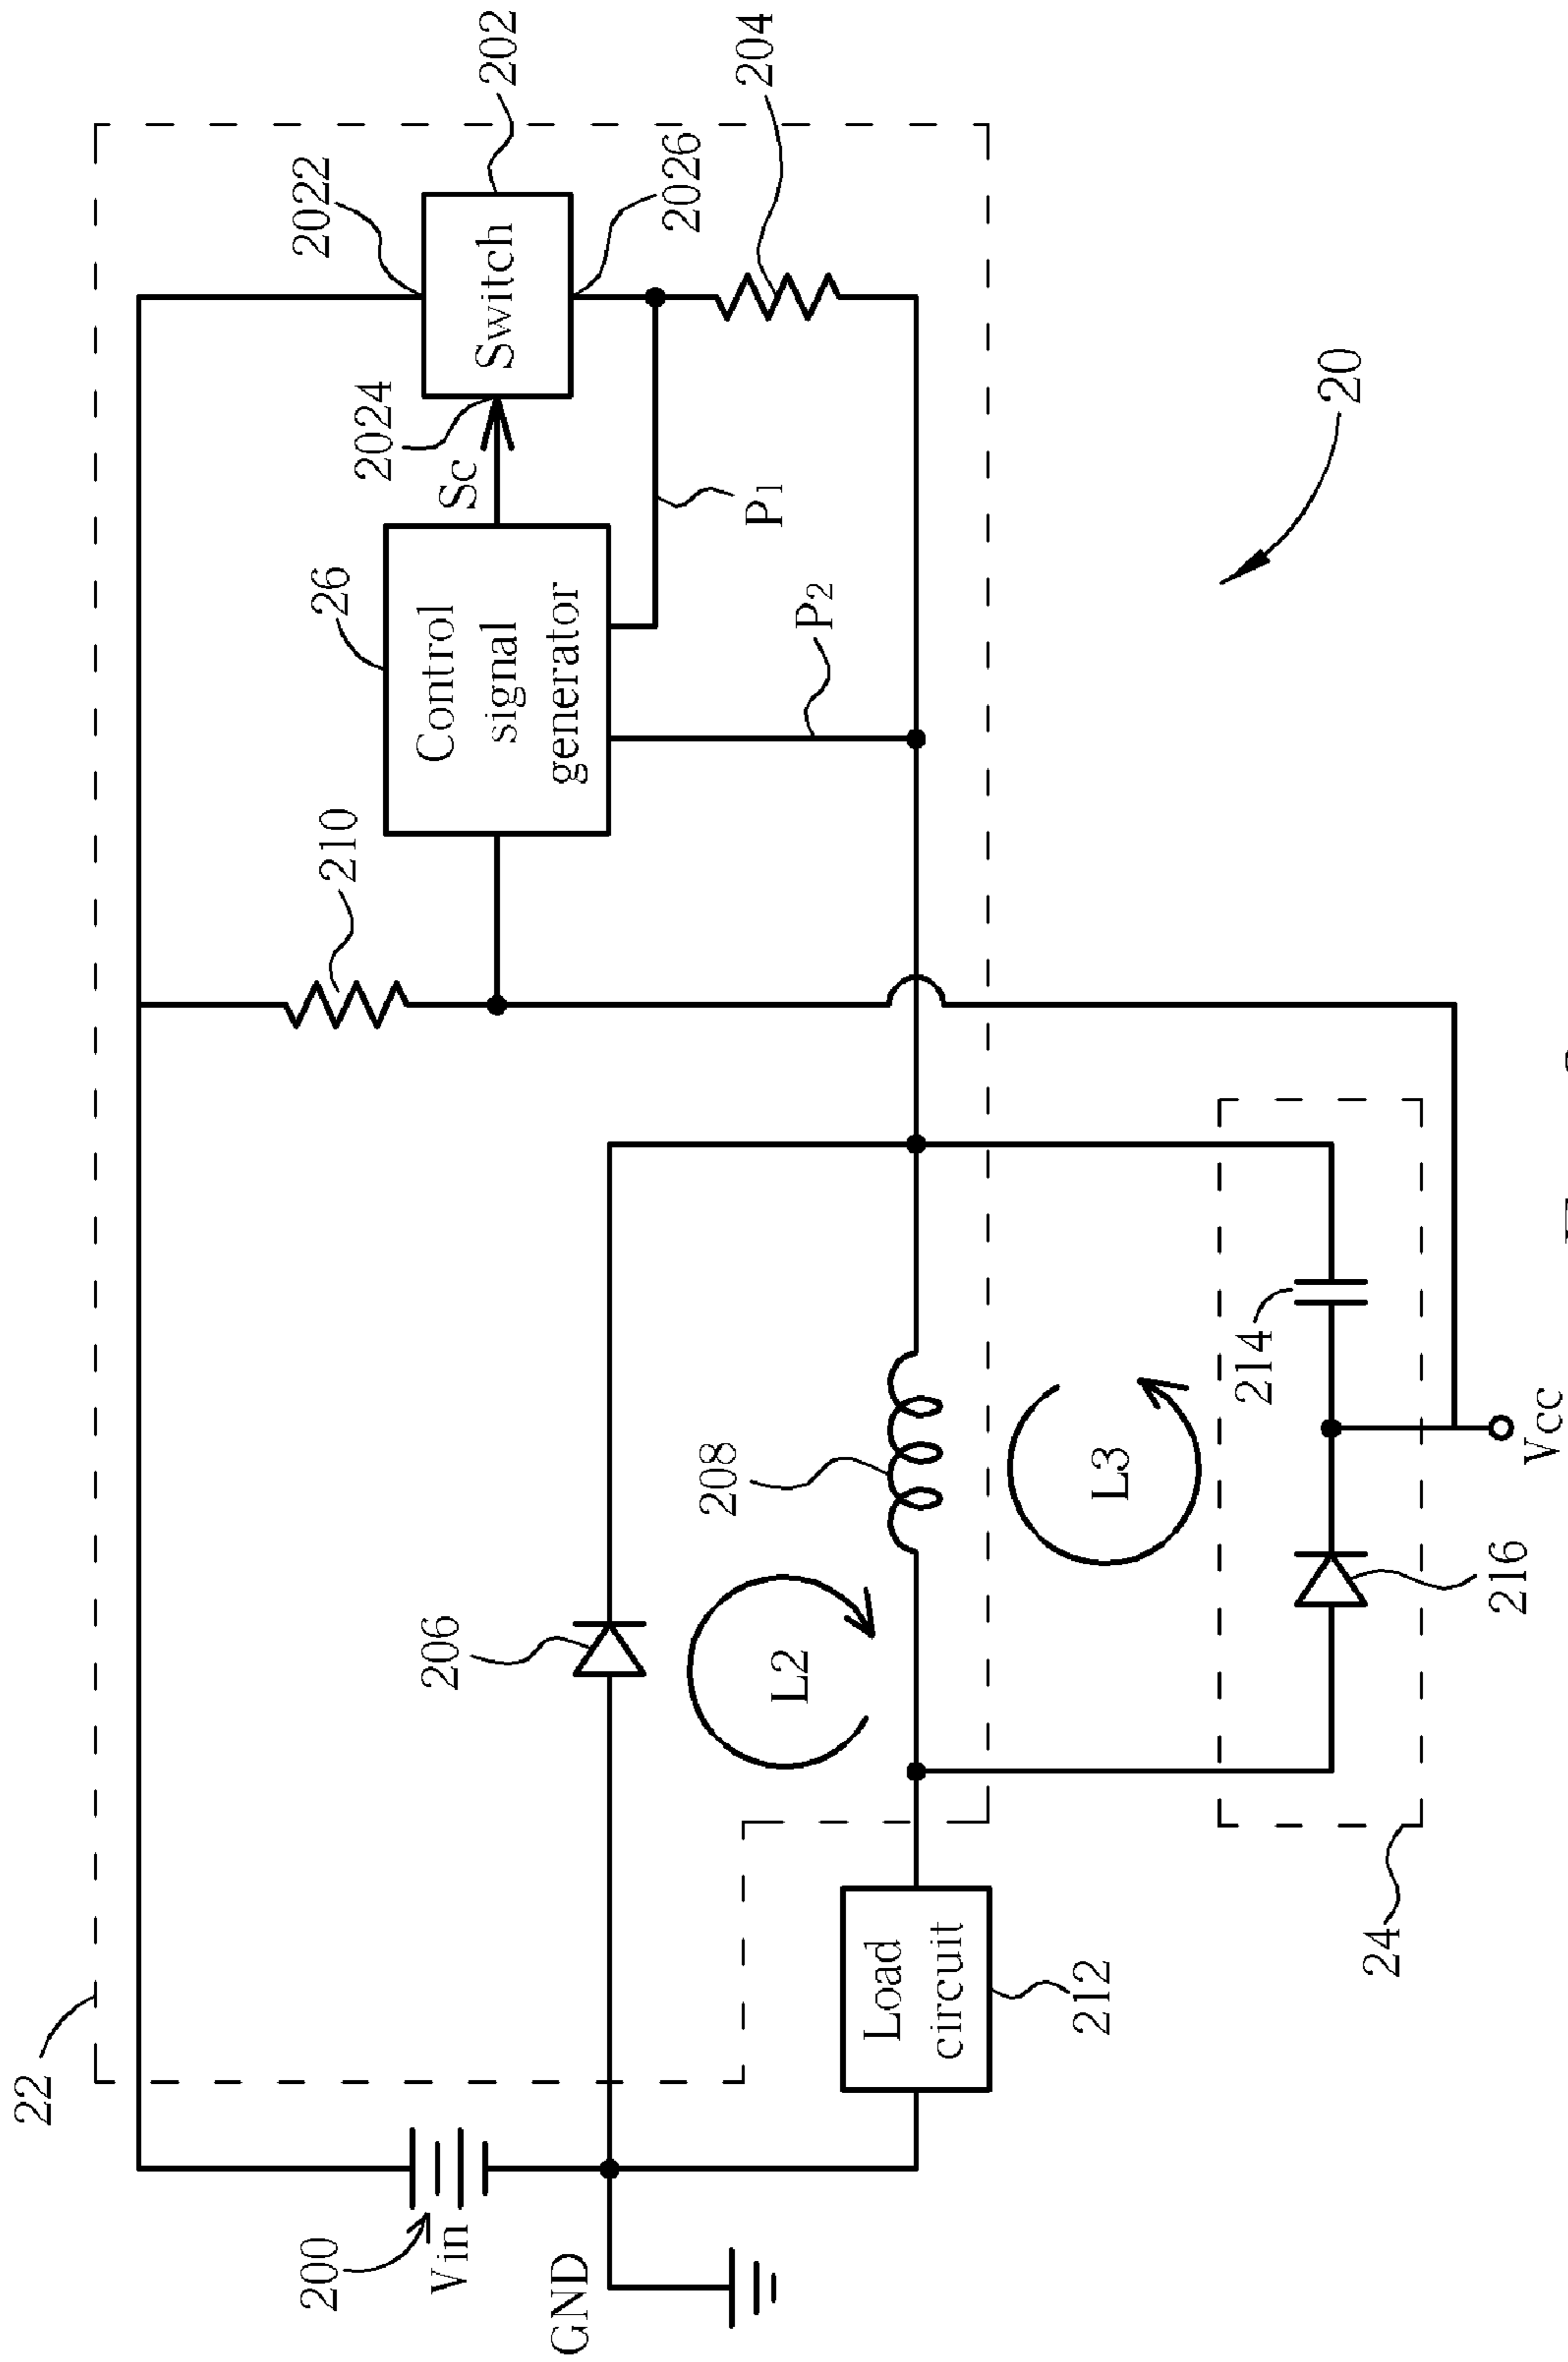 22
200
210
26
2022
2024
Vin
206
Sc
202
Control
signal
generator
Switch
GND
2026
208
204
P1
L2
P2
Load
circuit
212
L3
214
20
24
216
Vcc